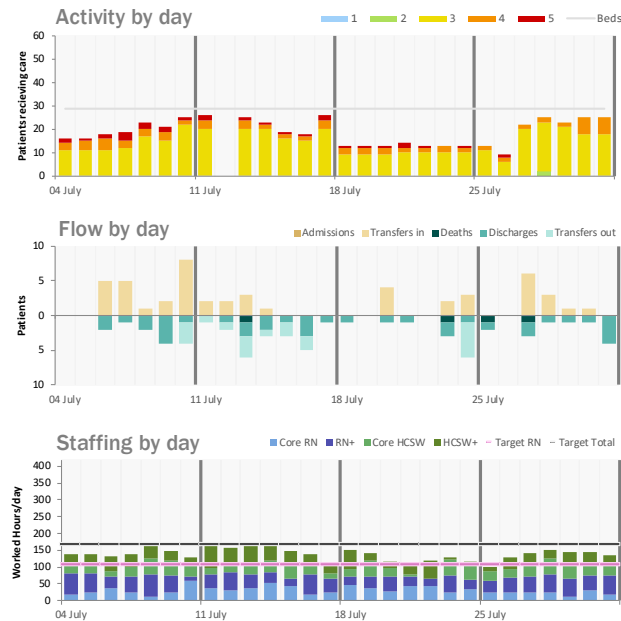 Activity by day
1 2 3 4 5 Beds
Patients recieving care
60
50
40
30
20
10
0
04 July 11 July 18 July 25 July
Flow by day
Admissions Transfers in Deaths Discharges Transfers out
Patients
10
5
0
5
10
04 July 11 July 18 July 25 July
Staffing by day
Core RN RN+ Core HCSW HCSW+ Target RN Target Total
Worked Hours/day
400
350
300
250
200
150
100
50
0
04 July 11 July 18 July 25 July